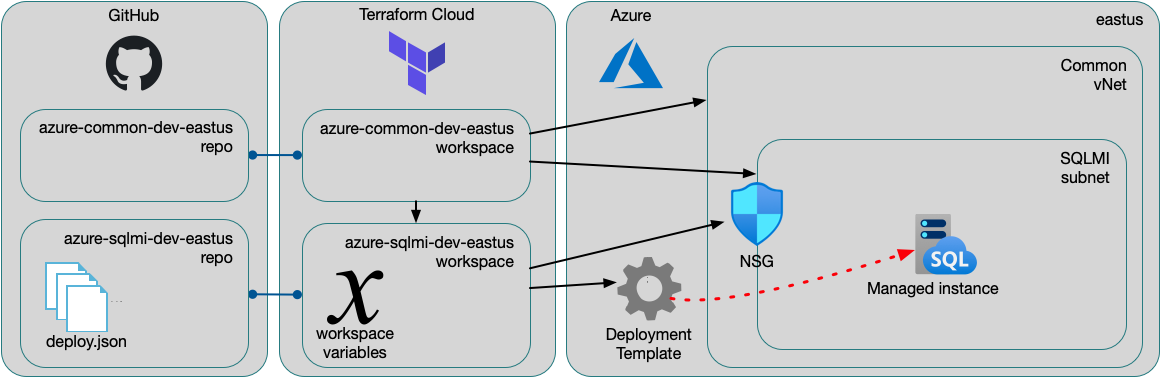 GitHub
azure-common-dev-eastus
repo
azure-sqlmi-dev-eastus
repo
...
deploy.json
Terraform Cloud
azure-common-dev-eastus
workspace
azure-sqlmi-dev-eastus
workspace
x
workspace
variables
Azure
eastus
Common
vNet
SQLMI
subnet
NSG
SQL
Managed instance
Deployment
Template